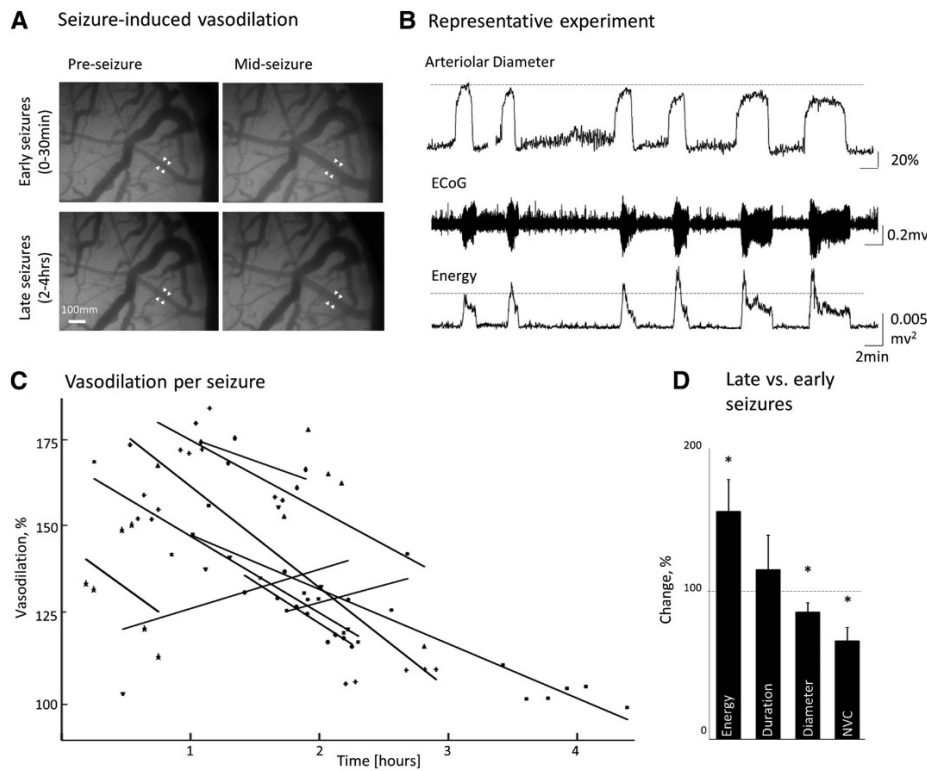 A Seizure-induced vasodilation
Pre-seizure Mid-seizure
Early seizures
(0-30min)
Late seizures
(2-4hrs)
100mm
B Representative experiment
Arteriolar Diameter
20%
ECoG
0.2mv
Energy
0.005
mv²
2min
C Vasodilation per seizure
Vasodilation, %
175
150
125
100
1 2 3 4
Time [hours]
D Late vs. early
seizures
Change, %
200
100
0
*
*
*
Energy
Duration
Diameter
NVC